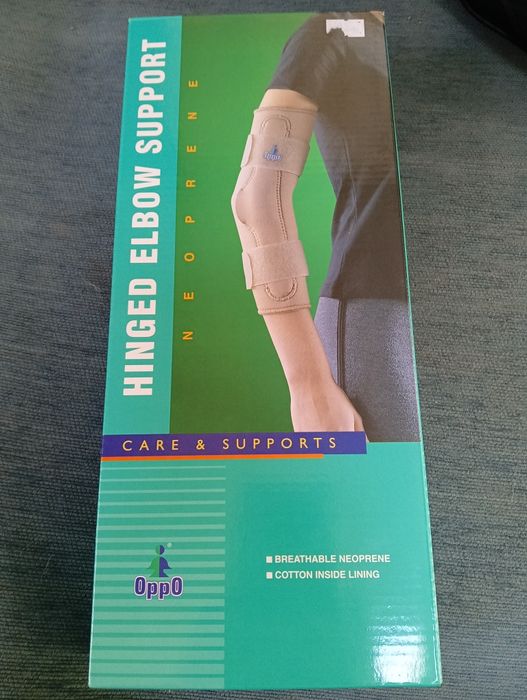 HINGED ELBOW SUPPORT
NEOPRENE
OPPO
CARE & SUPPORTS
■ BREATHABLE NEOPRENE
■ COTTON INSIDE LINING
®
OppO